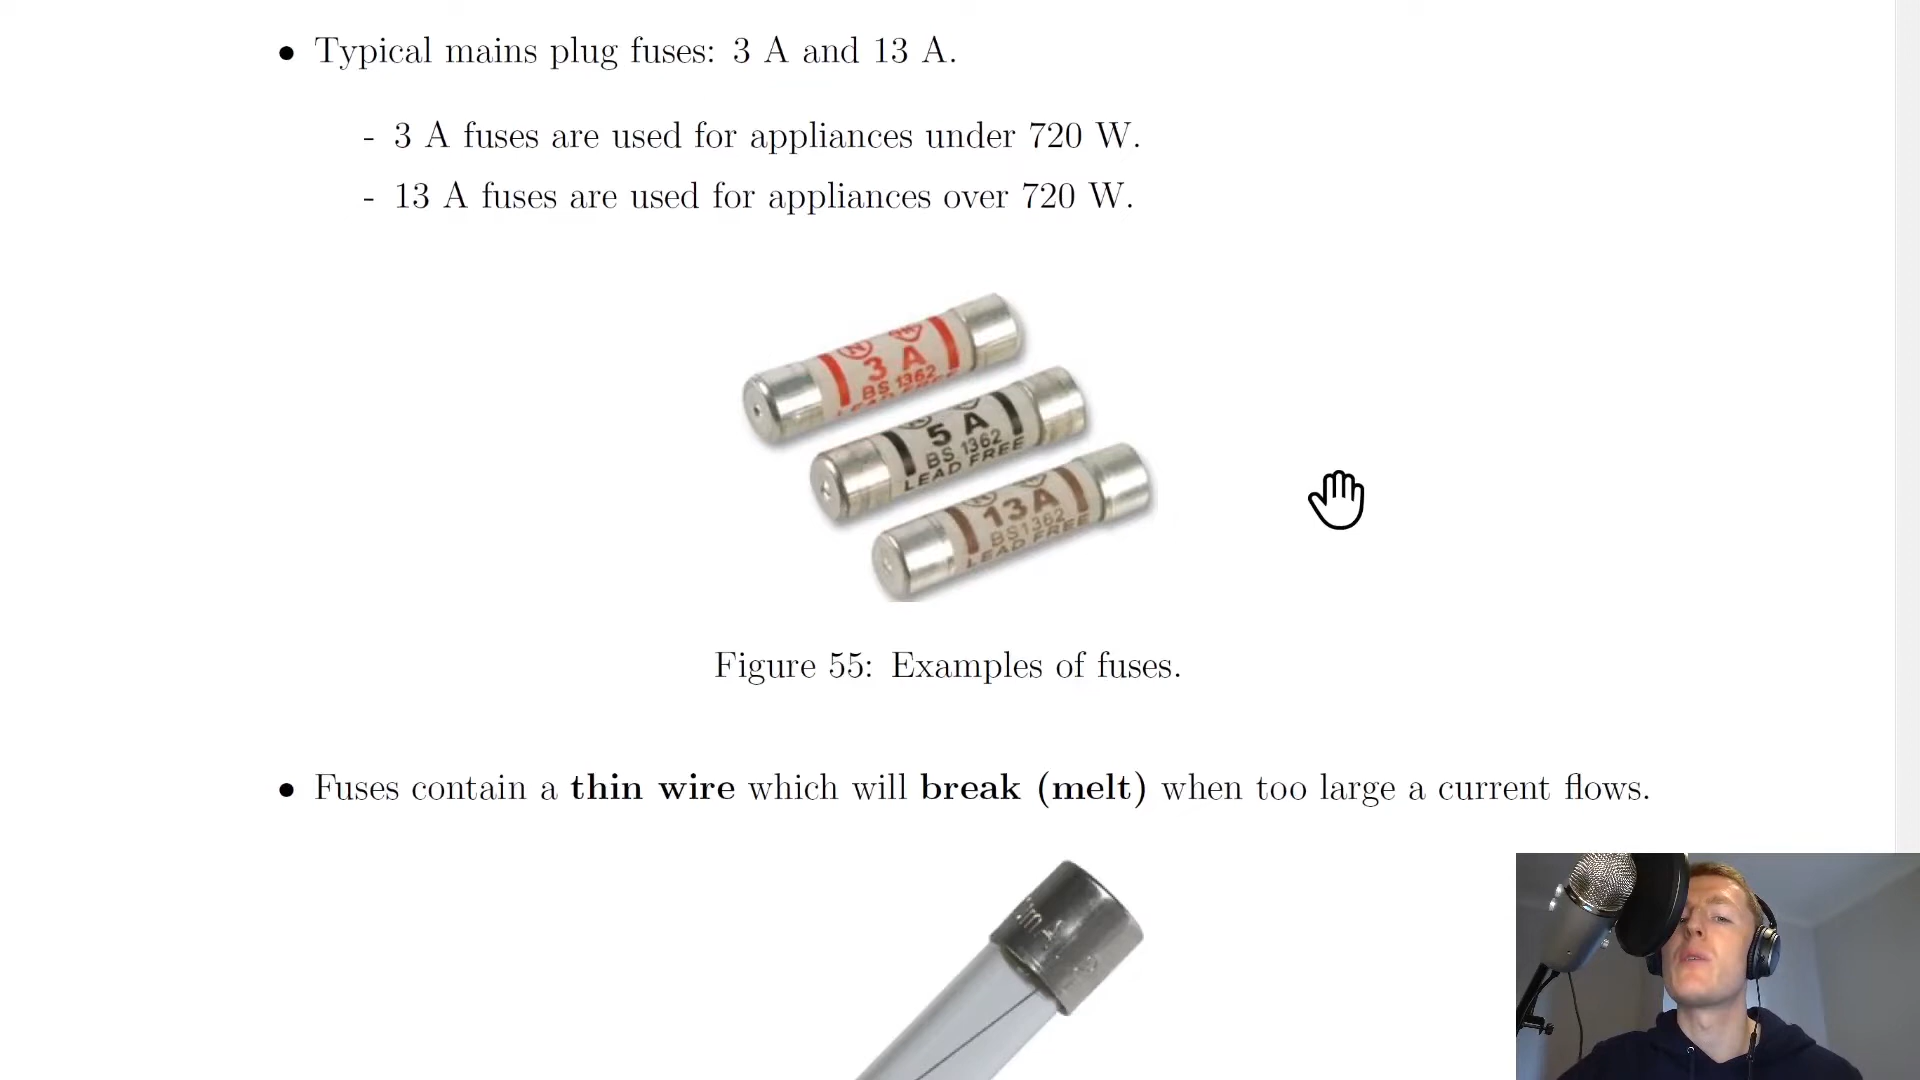 • Typical mains plug fuses: 3 A and 13 A.
- 3 A fuses are used for appliances under 720 W.
- 13 A fuses are used for appliances over 720 W.
3 A
BS 1362
LEAD FREE
5 A
BS 1362
LEAD FREE
13A
BS1362
LEAD FREE
Figure 55: Examples of fuses.
• Fuses contain a thin wire which will break (melt) when too large a current flows.